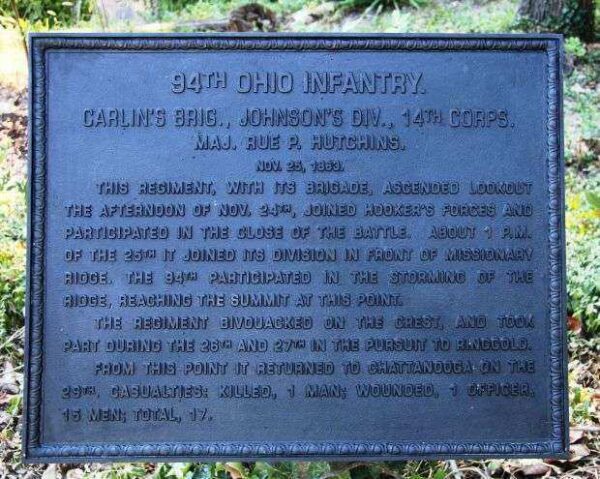 94TH OHIO INFANTRY.
CARLIN'S BRIG., JOHNSON'S DIV., 14TH CORPS.
MAJ. RUE P. HUTCHINS.
NOV. 25, 1863.
THIS REGIMENT, WITH ITS BRIGADE, ASCENDED LOOKOUT
THE AFTERNOON OF NOV. 24TH, JOINED HOOKER'S FORCES AND
PARTICIPATED IN THE CLOSE OF THE BATTLE. ABOUT 1 P.M.
OF THE 25TH IT JOINED ITS DIVISION IN FRONT OF MISSIONARY
RIDGE. THE 94TH PARTICIPATED IN THE STORMING OF THE
RIDGE, REACHING THE SUMMIT AT THIS POINT.
THE REGIMENT BIVOUACKED ON THE CREST, AND TOOK
PART DURING THE 26TH AND 27TH IN THE PURSUIT TO RINGGOLD.
FROM THIS POINT IT RETURNED TO CHATTANOOGA ON THE
29TH. CASUALTIES: KILLED, 1 MAN; WOUNDED, 1 OFFICER,
15 MEN; TOTAL, 17.